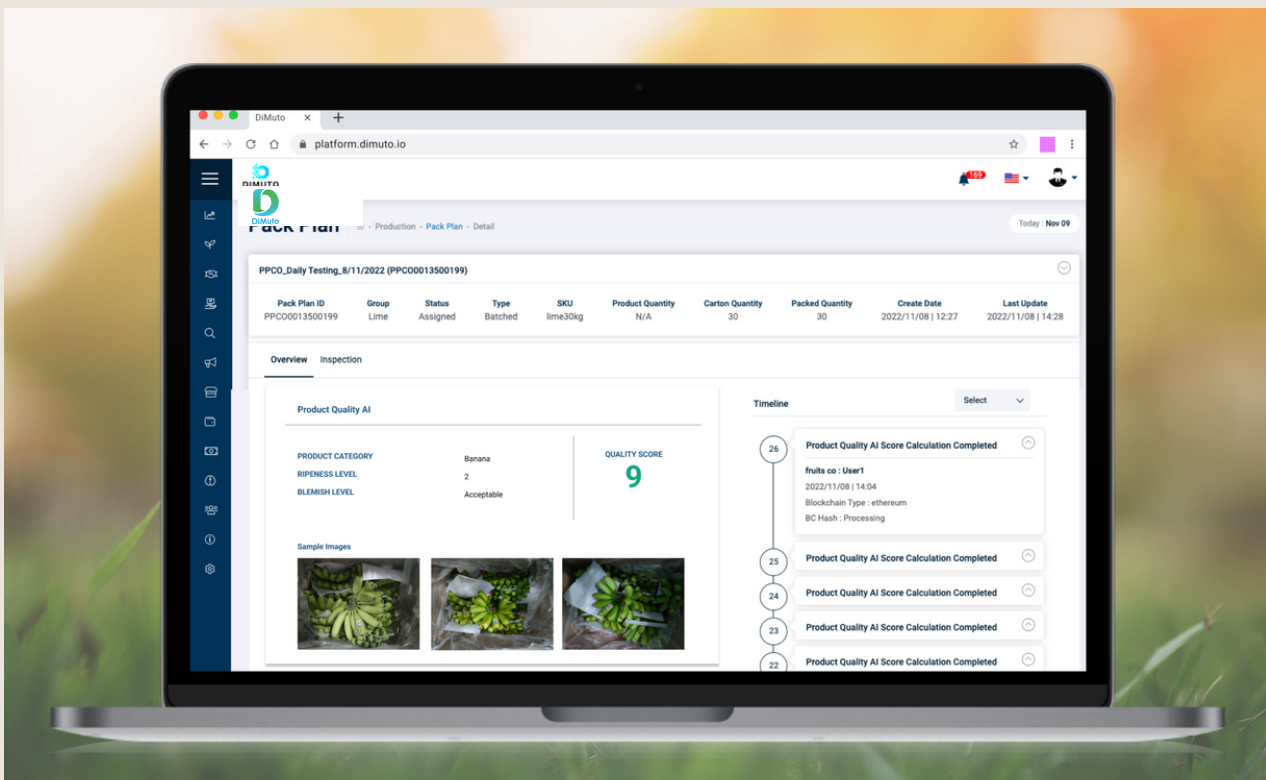 DiMuto
platform.dimuto.io
DIMUTO
169
DiMuto
Pack Plan - Production - Pack Plan - Detail
Today : Nov 09
PPCO_Daily Testing_8/11/2022 (PPCO0013500199)
Pack Plan ID Group Status Type SKU Product Quantity Carton Quantity Packed Quantity Create Date Last Update
PPCO0013500199 Lime Assigned Batched lime30kg N/A 30 30 2022/11/08 | 12:27 2022/11/08 | 14:28
Overview Inspection
Product Quality AI
PRODUCT CATEGORY Banana
RIPENESS LEVEL 2
BLEMISH LEVEL Acceptable
QUALITY SCORE
9
Sample Images
Timeline Select
26 Product Quality AI Score Calculation Completed
fruits co : User1
2022/11/08 | 14:04
Blockchain Type : ethereum
BC Hash : Processing
25 Product Quality AI Score Calculation Completed
24 Product Quality AI Score Calculation Completed
23 Product Quality AI Score Calculation Completed
22 Product Quality AI Score Calculation Completed